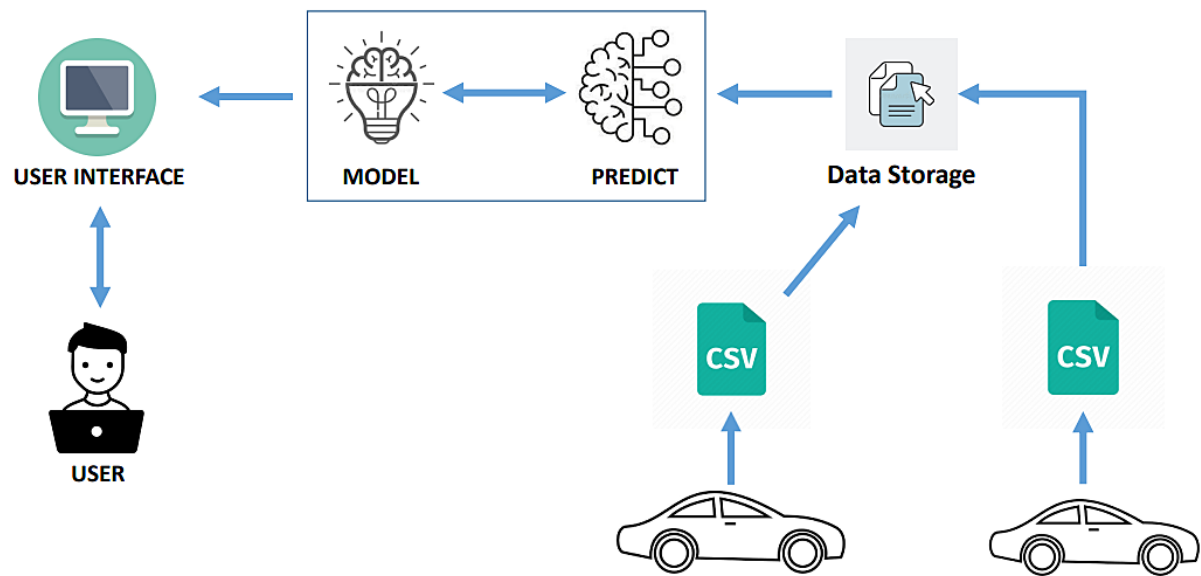 USER INTERFACE
MODEL
PREDICT
Data Storage
CSV
CSV
USER